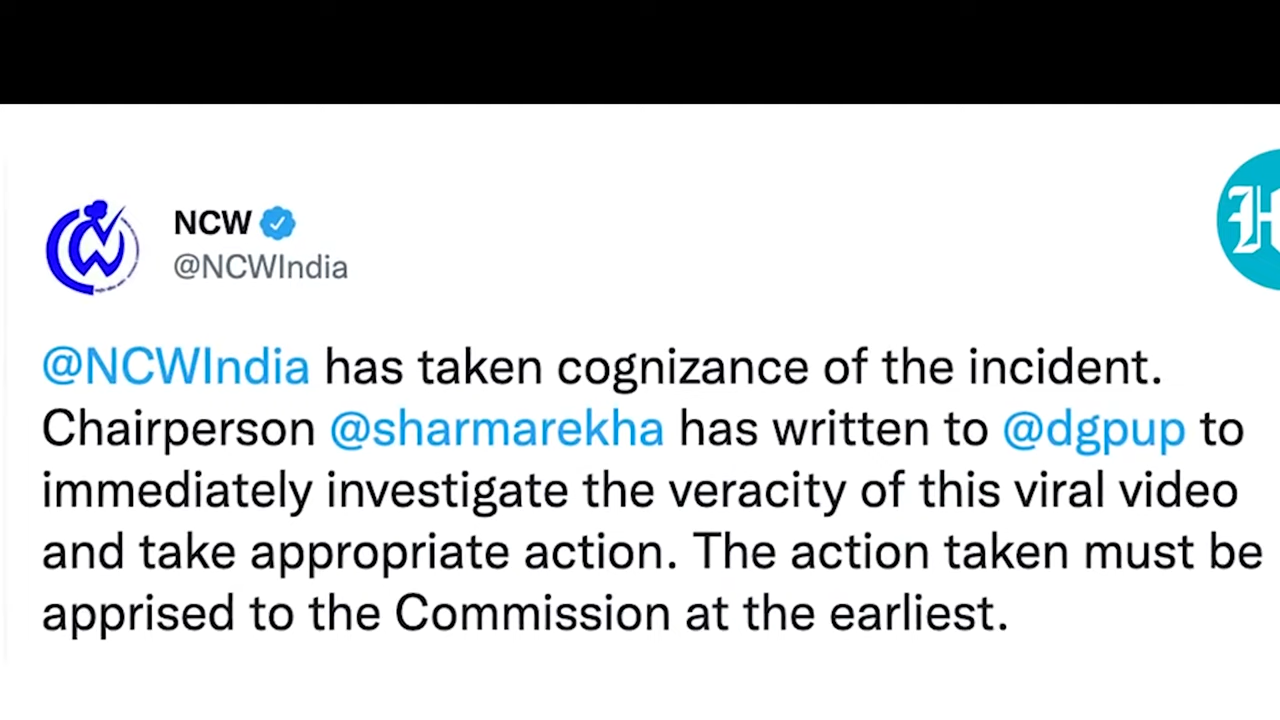 NCW
@NCWIndia
@NCWIndia has taken cognizance of the incident.
Chairperson @sharmarekha has written to @dgpup to
immediately investigate the veracity of this viral video
and take appropriate action. The action taken must be
apprised to the Commission at the earliest.